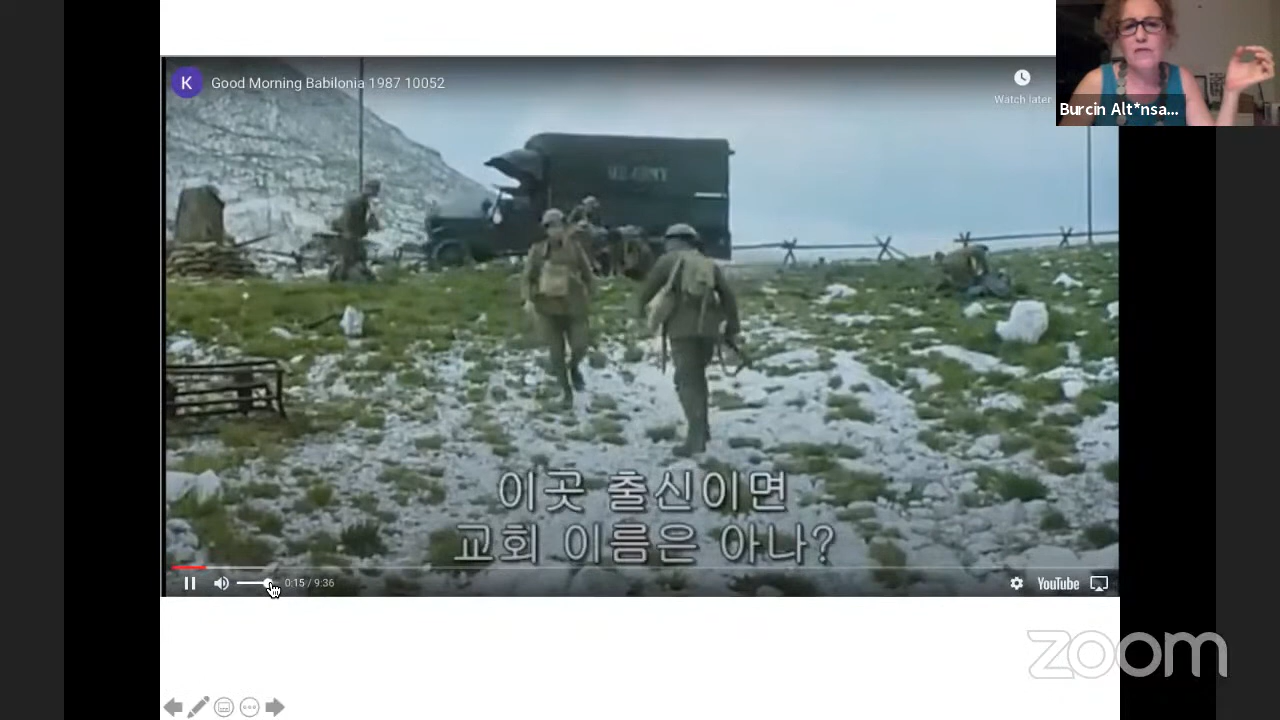 K
Good Morning Babilonia 1987 10052
Watch later
Burcin Alt*nsa...
이곳 출신이면
교회 이름은 아나?
0:15 / 9:36
YouTube
zoom